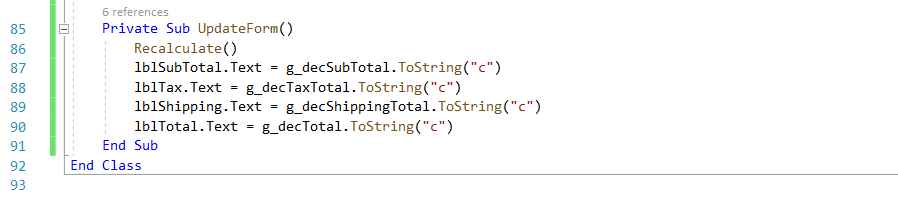 6 references
85 Private Sub UpdateForm()
86 Recalculate()
87 lblSubTotal.Text = g_decSubTotal.ToString("c")
88 lblTax.Text = g_decTaxTotal.ToString("c")
89 lblShipping.Text = g_decShippingTotal.ToString("c")
90 lblTotal.Text = g_decTotal.ToString("c")
91 End Sub
92 End Class
93